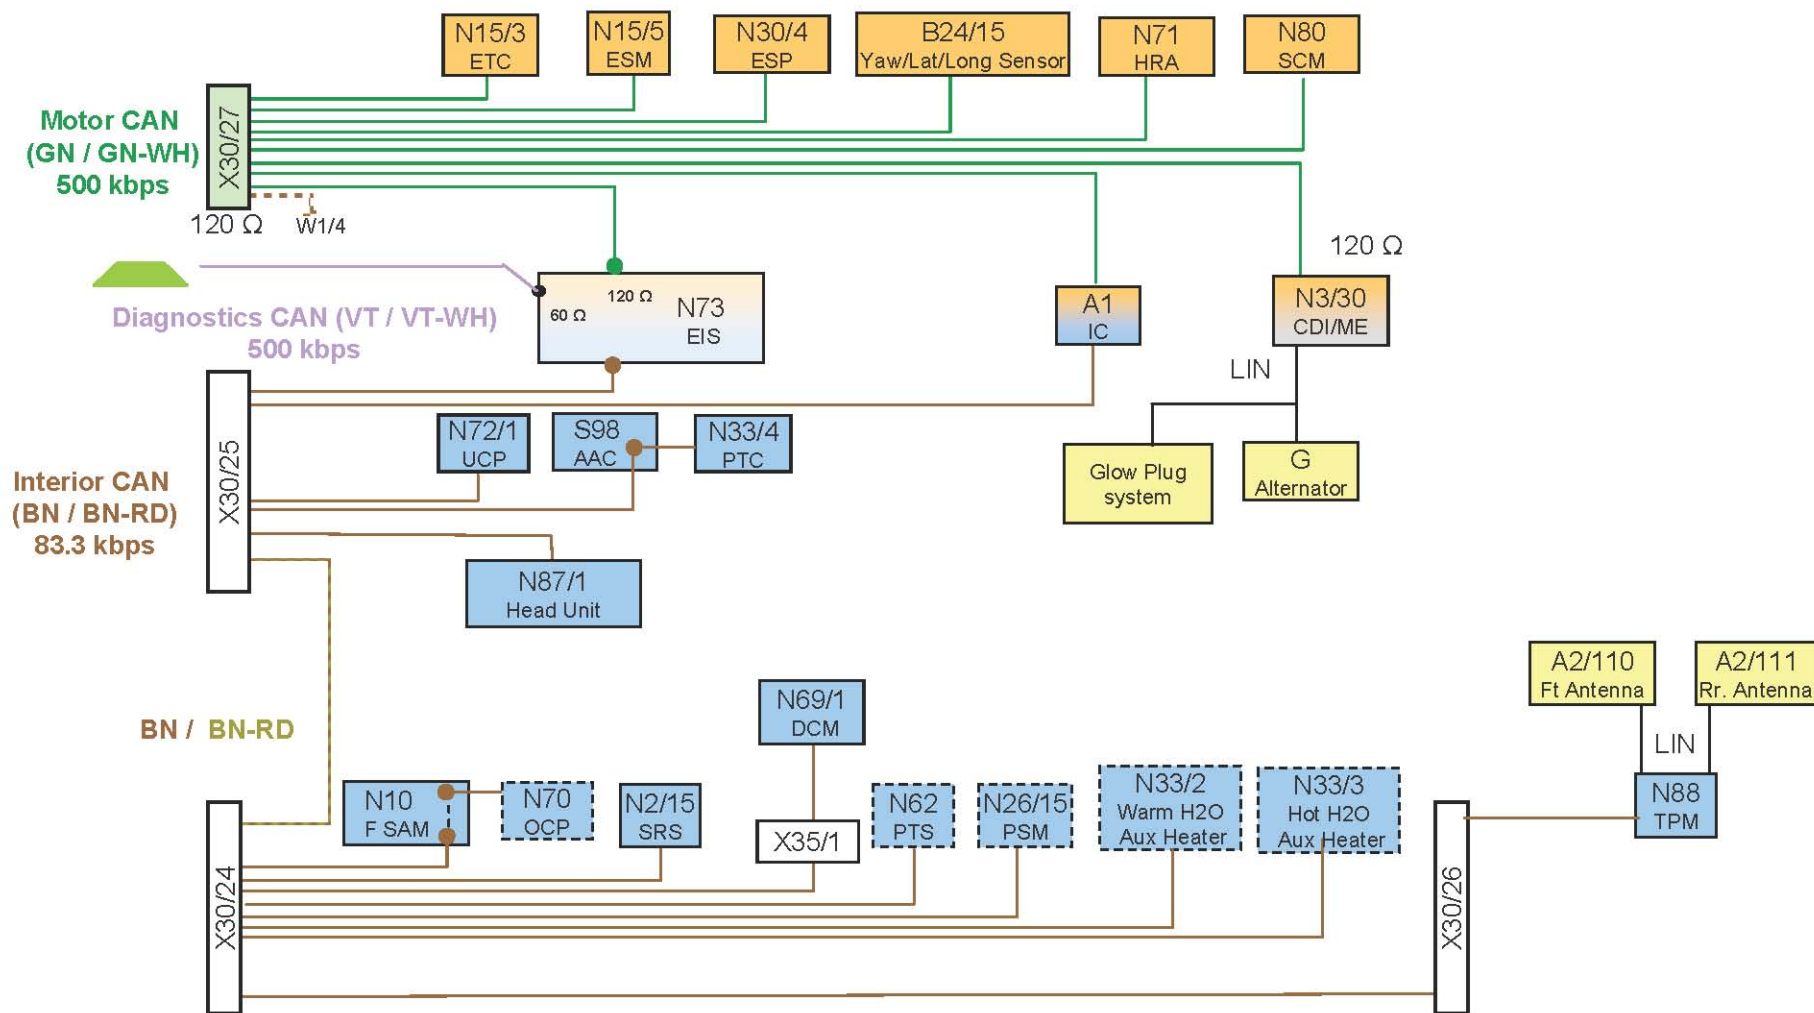 N15/3
ETC
N15/5
ESM
N30/4
ESP
B24/15
Yaw/Lat/Long Sensor
N71
HRA
N80
SCM
Motor CAN
(GN / GN-WH)
500 kbps
X30/27
120 Ω
W1/4
120 Ω
Diagnostics CAN (VT / VT-WH)
500 kbps
120 Ω
60 Ω
N73
EIS
A1
IC
N3/30
CDI/ME
LIN
Glow Plug
system
G
Alternator
Interior CAN
(BN / BN-RD)
83.3 kbps
X30/25
N72/1
UCP
S98
AAC
N33/4
PTC
N87/1
Head Unit
BN / BN-RD
A2/110
Ft Antenna
A2/111
Rr. Antenna
LIN
N88
TPM
N69/1
DCM
X35/1
X30/24
N10
F SAM
N70
OCP
N2/15
SRS
N62
PTS
N26/15
PSM
N33/2
Warm H2O
Aux Heater
N33/3
Hot H2O
Aux Heater
X30/26